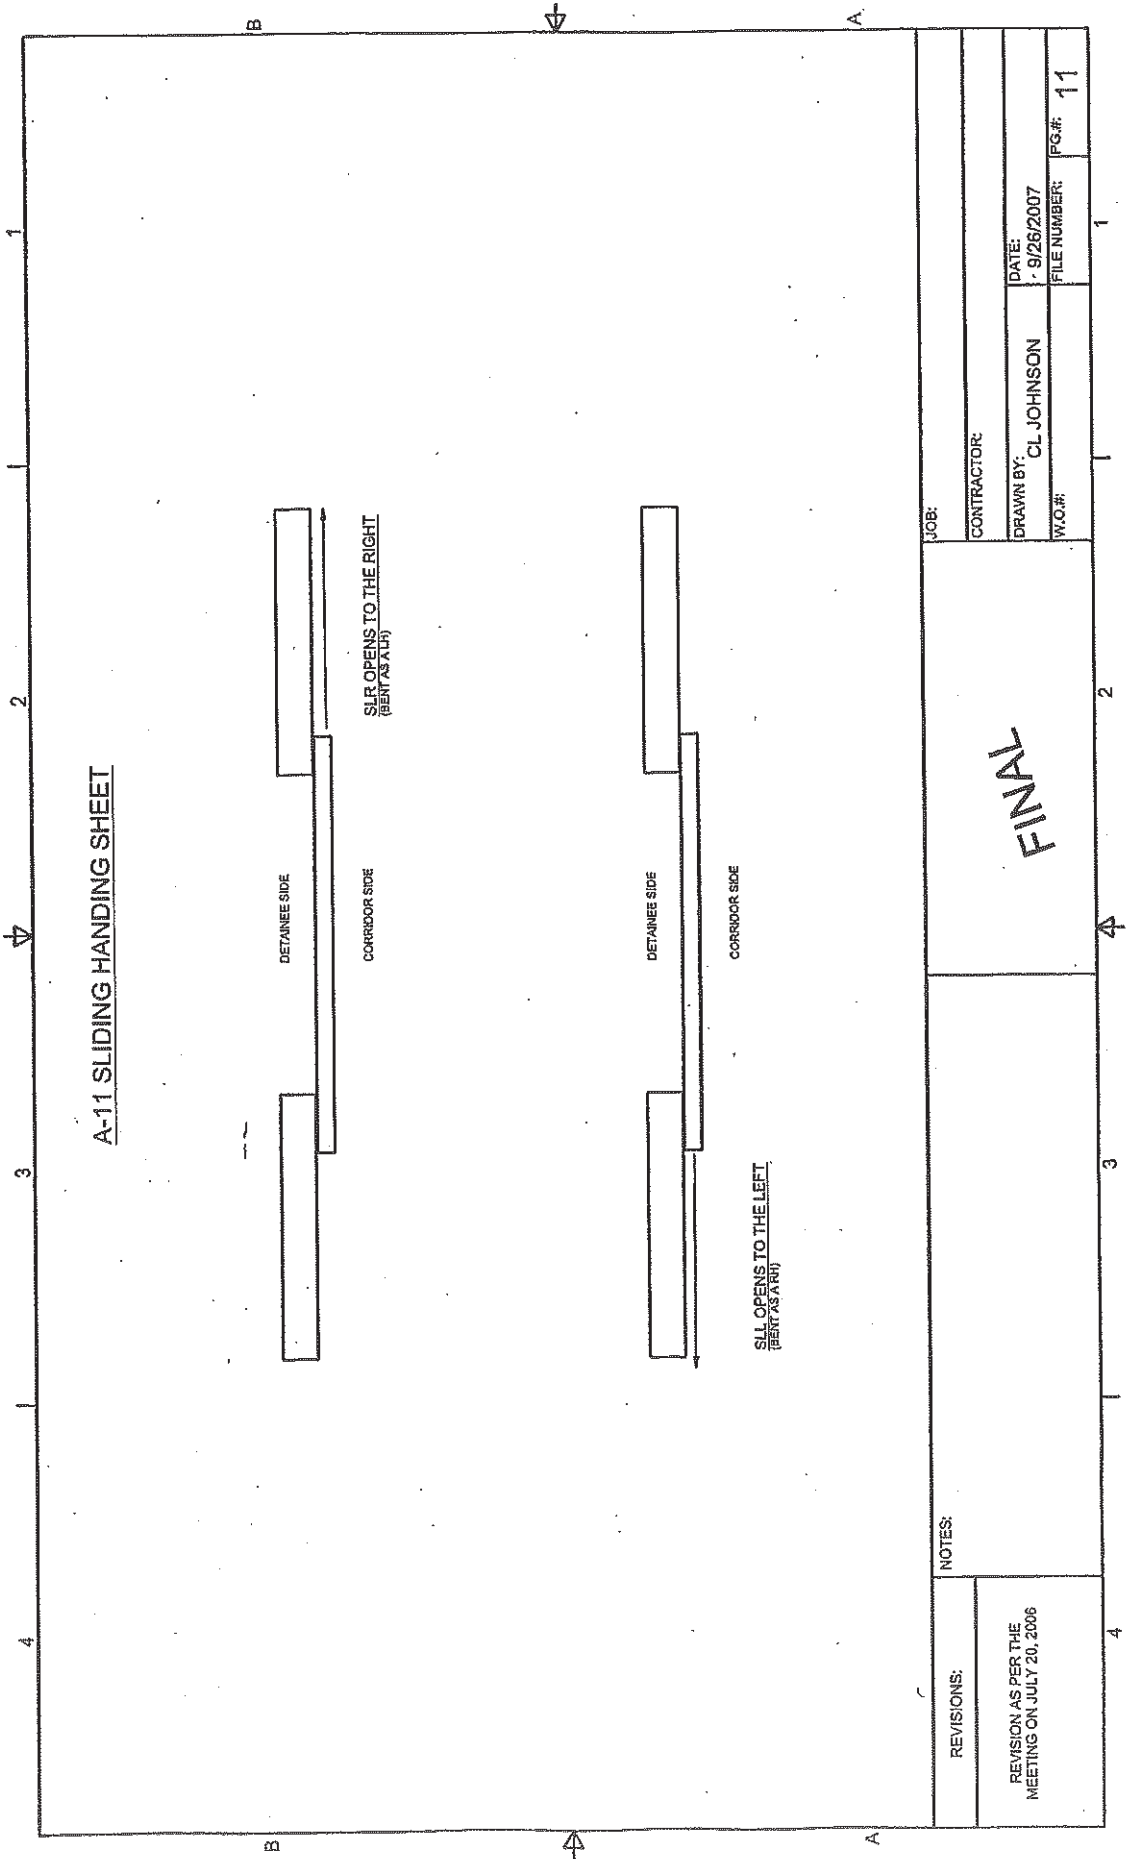 4
3
2
1
B
B
A-11 SLIDING HANDING SHEET
DETAINEE SIDE
CORRIDOR SIDE
SLR OPENS TO THE RIGHT
(BENT AS A LH)
DETAINEE SIDE
CORRIDOR SIDE
SLL OPENS TO THE LEFT
(BENT AS A RH)
A
A
REVISIONS:
REVISION AS PER THE
MEETING ON JULY 20, 2006
NOTES:
FINAL
JOB:
CONTRACTOR:
DRAWN BY:
CL JOHNSON
DATE:
9/26/2007
W.O.#:
FILE NUMBER:
PG.#: 11
4
3
2
1